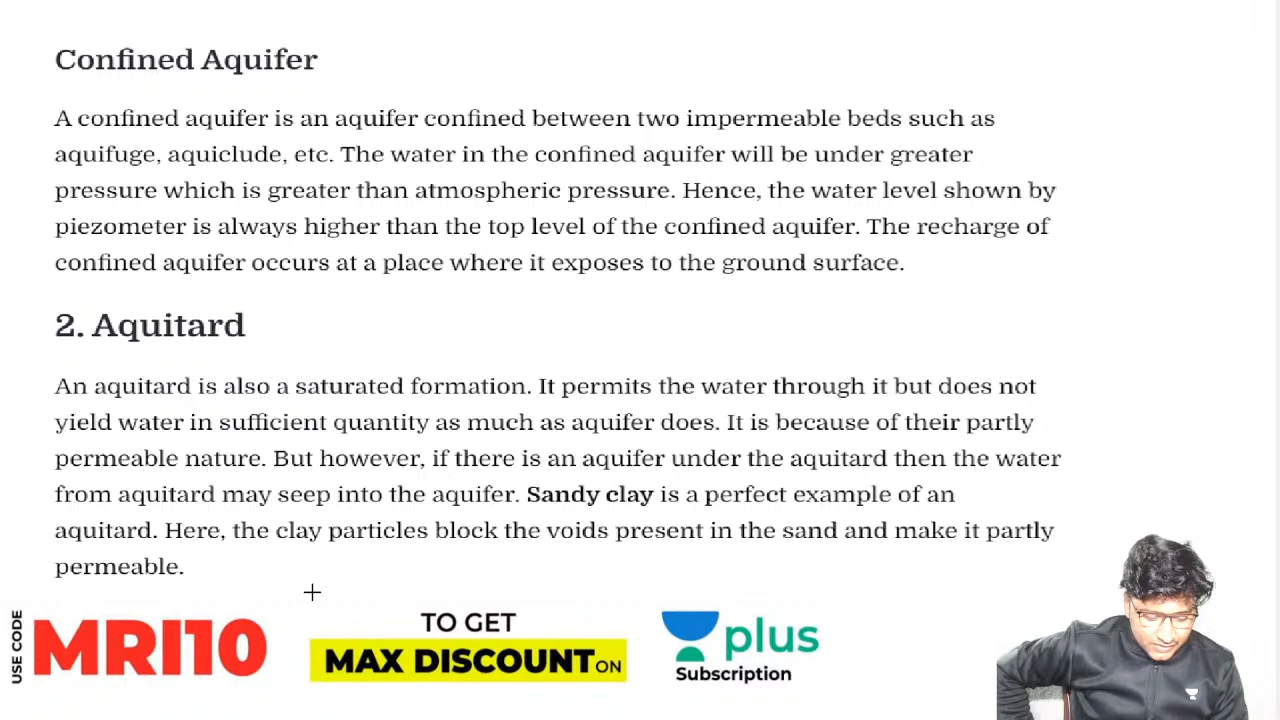 Confined Aquifer
A confined aquifer is an aquifer confined between two impermeable beds such as
aquifuge, aquiclude, etc. The water in the confined aquifer will be under greater
pressure which is greater than atmospheric pressure. Hence, the water level shown by
piezometer is always higher than the top level of the confined aquifer. The recharge of
confined aquifer occurs at a place where it exposes to the ground surface.
2. Aquitard
An aquitard is also a saturated formation. It permits the water through it but does not
yield water in sufficient quantity as much as aquifer does. It is because of their partly
permeable nature. But however, if there is an aquifer under the aquitard then the water
from aquitard may seep into the aquifer. Sandy clay is a perfect example of an
aquitard. Here, the clay particles block the voids present in the sand and make it partly
permeable.
USE CODE
MRI10
TO GET
MAX DISCOUNT ON
plus
Subscription